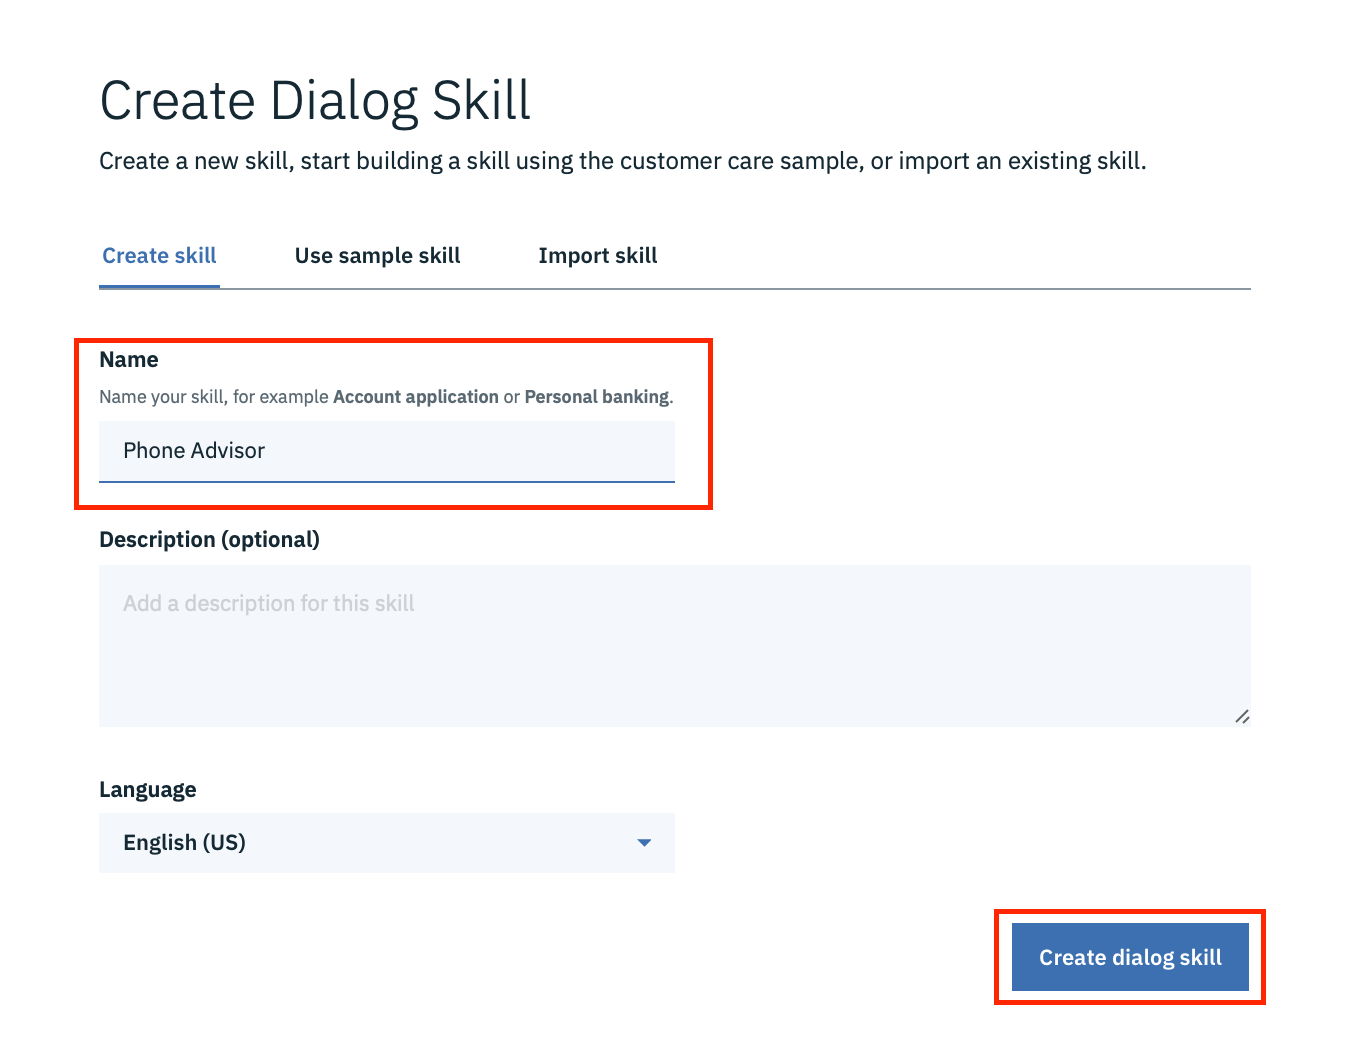 Create Dialog Skill
Create a new skill, start building a skill using the customer care sample, or import an existing skill.
Create skill
Use sample skill
Import skill
Name
Name your skill, for example Account application or Personal banking.
Phone Advisor
Description (optional)
Add a description for this skill
Language
English (US)
Create dialog skill